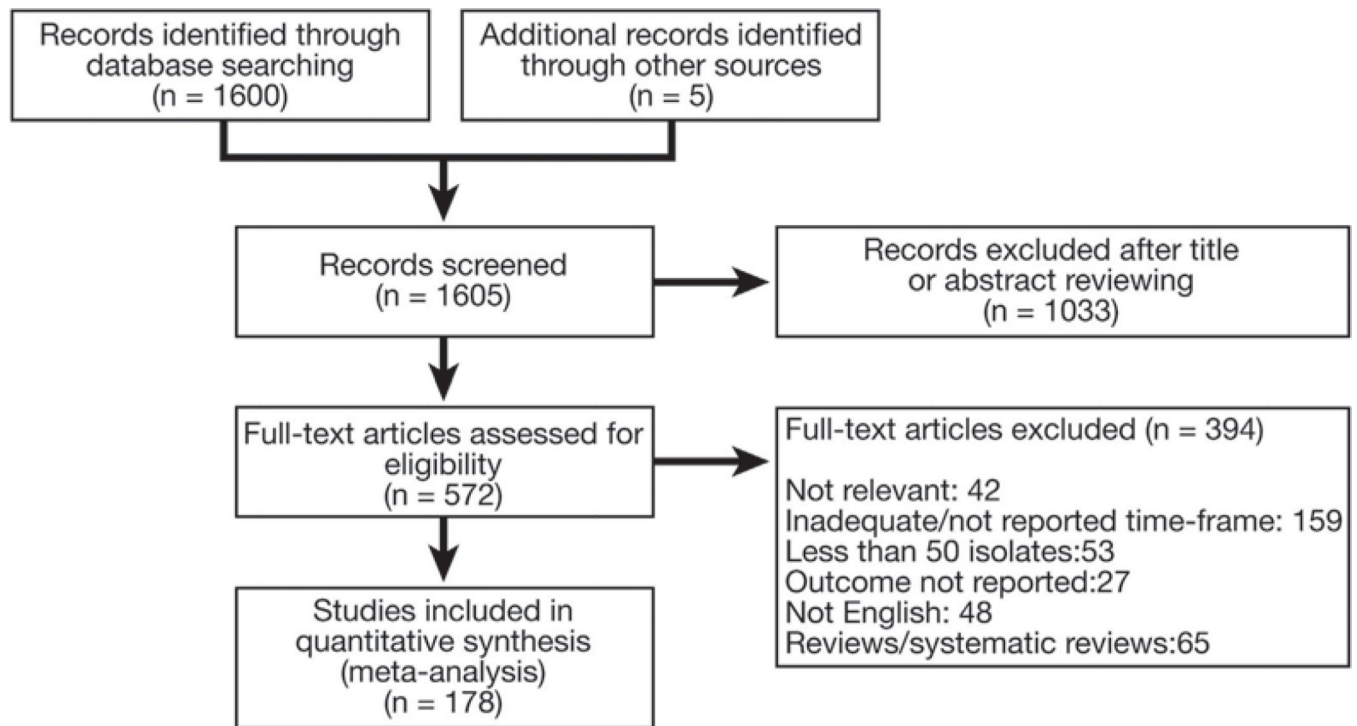 Records identified through
database searching
(n = 1600)
Additional records identified
through other sources
(n = 5)
Records screened
(n = 1605)
Records excluded after title
or abstract reviewing
(n = 1033)
Full-text articles assessed for
eligibility
(n = 572)
Full-text articles excluded (n = 394)
Not relevant: 42
Inadequate/not reported time-frame: 159
Less than 50 isolates:53
Outcome not reported:27
Not English: 48
Reviews/systematic reviews:65
Studies included in
quantitative synthesis
(meta-analysis)
(n = 178)